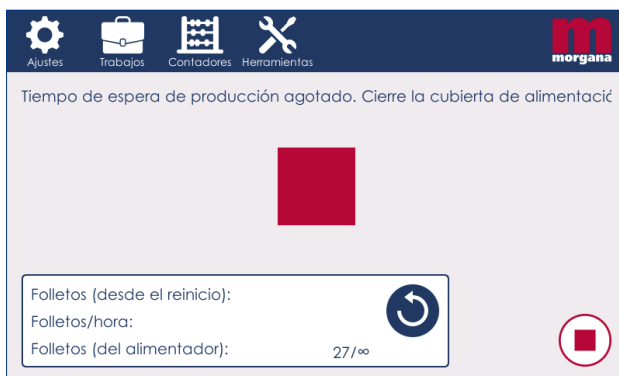 Ajustes Trabajos Contadores Herramientas
m
morgana
Tiempo de espera de producción agotado. Cierre la cubierta de alimentació
Folletos (desde el reinicio):
Folletos/hora:
Folletos (del alimentador): 27/∞